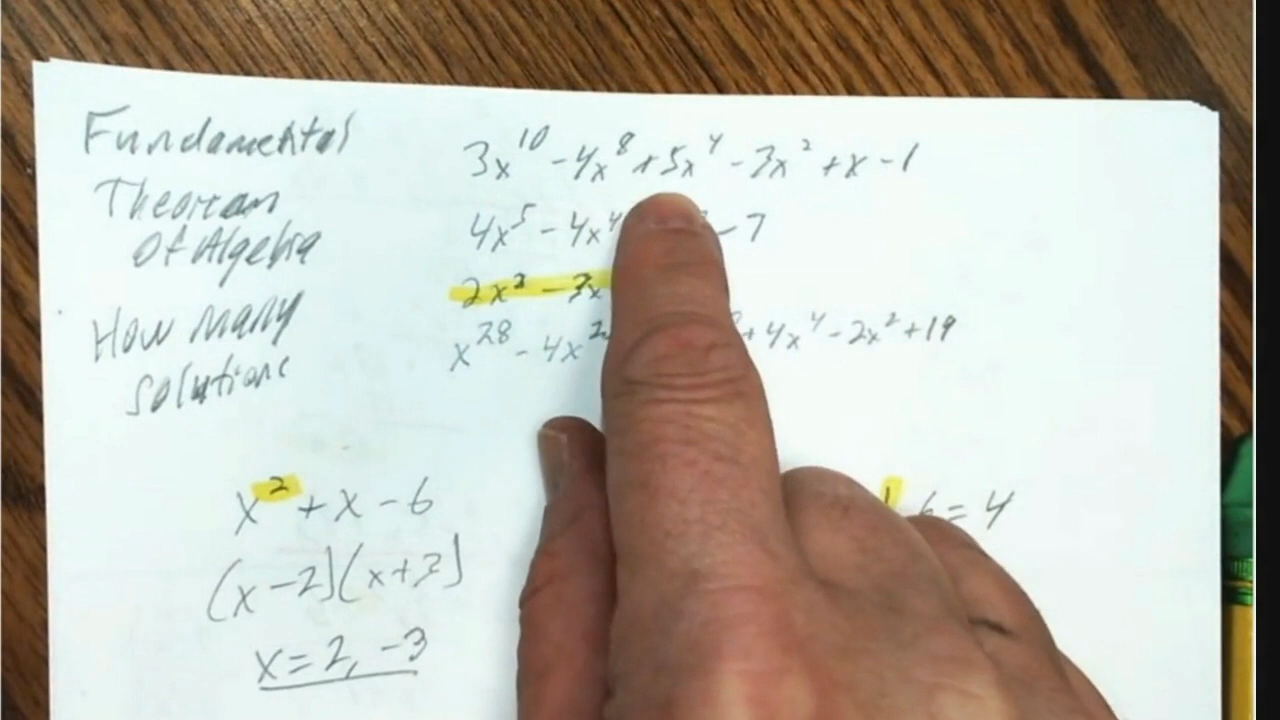 Fundamental
Theorem
Of Algebra
How many
solutions
3x^10 - 4x^8 + 5x^4 - 3x^2 + x - 1
4x^5 - 4x^4 - 7
2x^3 - 3x
x^28 - 4x^2 + 4x^4 - 2x^2 + 19
x^2 + x - 6
(x-2)(x+3)
x = 2, -3
6 = 4